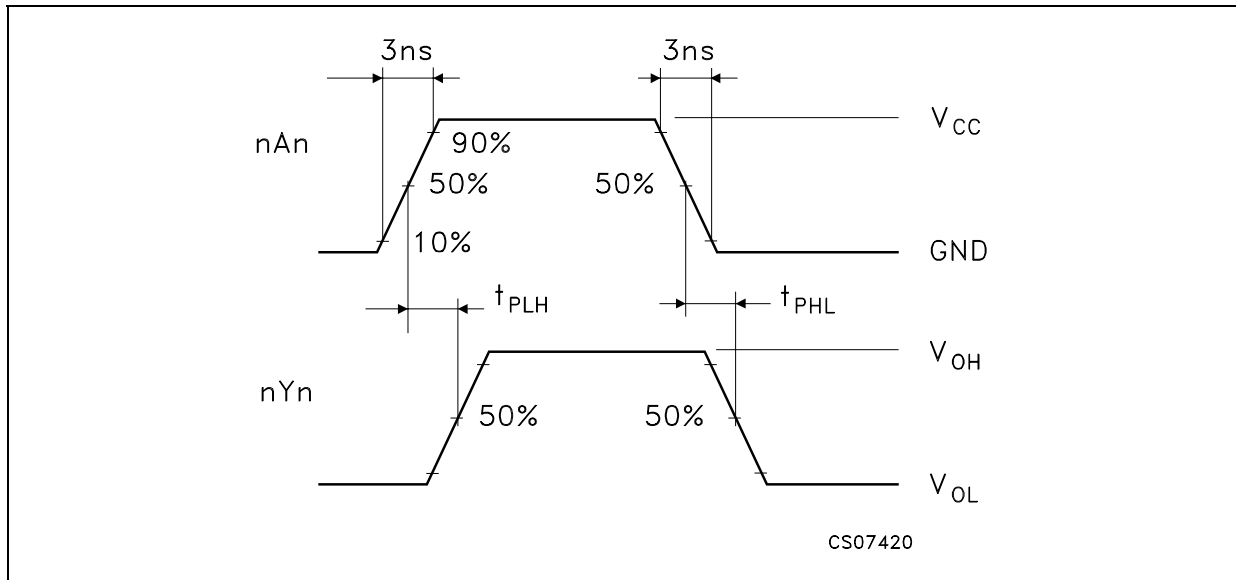 3ns 3ns
nAn 90% V_CC
50% 50%
10% GND
t_PLH t_PHL
nYn V_OH
50% 50%
V_OL
CS07420